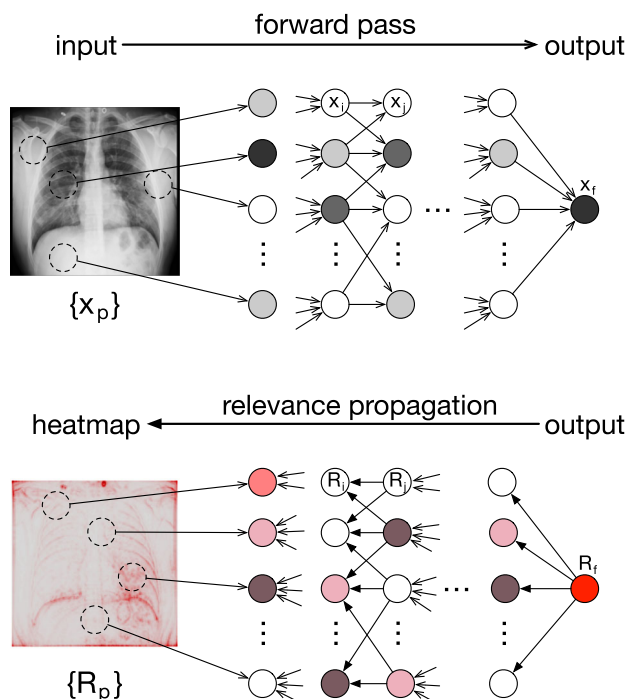 forward pass
input output
x_i x_j
x_f
...
{x_p}
relevance propagation
heatmap output
R_i R_j
R_f
...
{R_p}